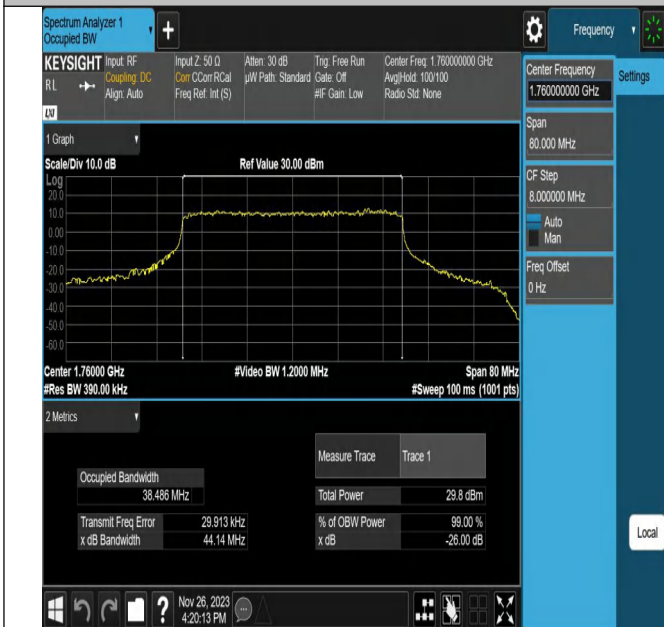 Spectrum Analyzer 1
Occupied BW
Frequency
KEYSIGHT
RL
LXI
Input: RF
Coupling: DC
Align: Auto
Input Z: 50 Ω
Corr CCorr RCal
Freq Ref: Int (S)
Atten: 30 dB
µW Path: Standard
Trig: Free Run
Gate: Off
#IF Gain: Low
Center Freq: 1.760000000 GHz
Avg|Hold: 100/100
Radio Std: None
Center Frequency
1.760000000 GHz
Settings
Span
80.000 MHz
CF Step
8.000000 MHz
Auto
Man
Freq Offset
0 Hz
1 Graph
Scale/Div 10.0 dB
Ref Value 30.00 dBm
Log
20.0
10.0
0.00
-10.0
-20.0
-30.0
-40.0
-50.0
-60.0
Center 1.76000 GHz
#Video BW 1.2000 MHz
Span 80 MHz
#Res BW 390.00 kHz
#Sweep 100 ms (1001 pts)
2 Metrics
Measure Trace
Trace 1
Occupied Bandwidth
38.486 MHz
Total Power
29.8 dBm
Transmit Freq Error
29.913 kHz
% of OBW Power
99.00 %
x dB Bandwidth
44.14 MHz
x dB
-26.00 dB
Local
Nov 26, 2023
4:20:13 PM